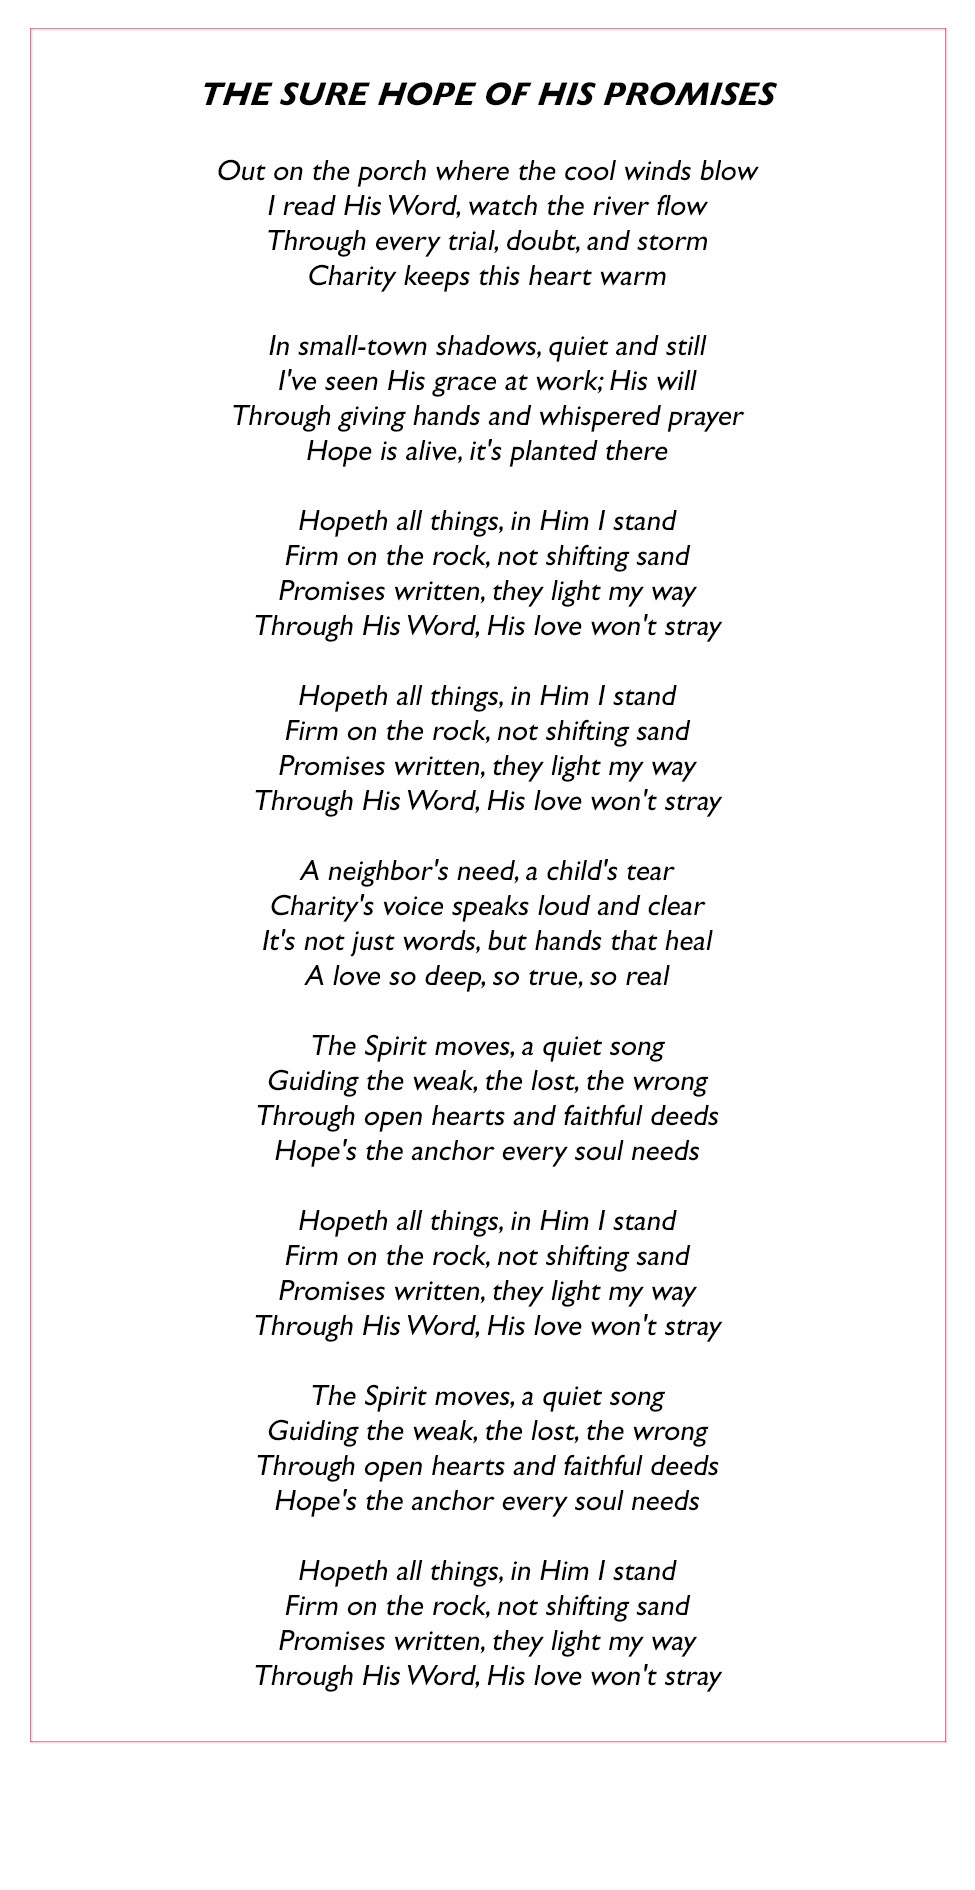 THE SURE HOPE OF HIS PROMISES
Out on the porch where the cool winds blow
I read His Word, watch the river flow
Through every trial, doubt, and storm
Charity keeps this heart warm
In small-town shadows, quiet and still
I've seen His grace at work; His will
Through giving hands and whispered prayer
Hope is alive, it's planted there
Hopeth all things, in Him I stand
Firm on the rock, not shifting sand
Promises written, they light my way
Through His Word, His love won't stray
Hopeth all things, in Him I stand
Firm on the rock, not shifting sand
Promises written, they light my way
Through His Word, His love won't stray
A neighbor's need, a child's tear
Charity's voice speaks loud and clear
It's not just words, but hands that heal
A love so deep, so true, so real
The Spirit moves, a quiet song
Guiding the weak, the lost, the wrong
Through open hearts and faithful deeds
Hope's the anchor every soul needs
Hopeth all things, in Him I stand
Firm on the rock, not shifting sand
Promises written, they light my way
Through His Word, His love won't stray
The Spirit moves, a quiet song
Guiding the weak, the lost, the wrong
Through open hearts and faithful deeds
Hope's the anchor every soul needs
Hopeth all things, in Him I stand
Firm on the rock, not shifting sand
Promises written, they light my way
Through His Word, His love won't stray